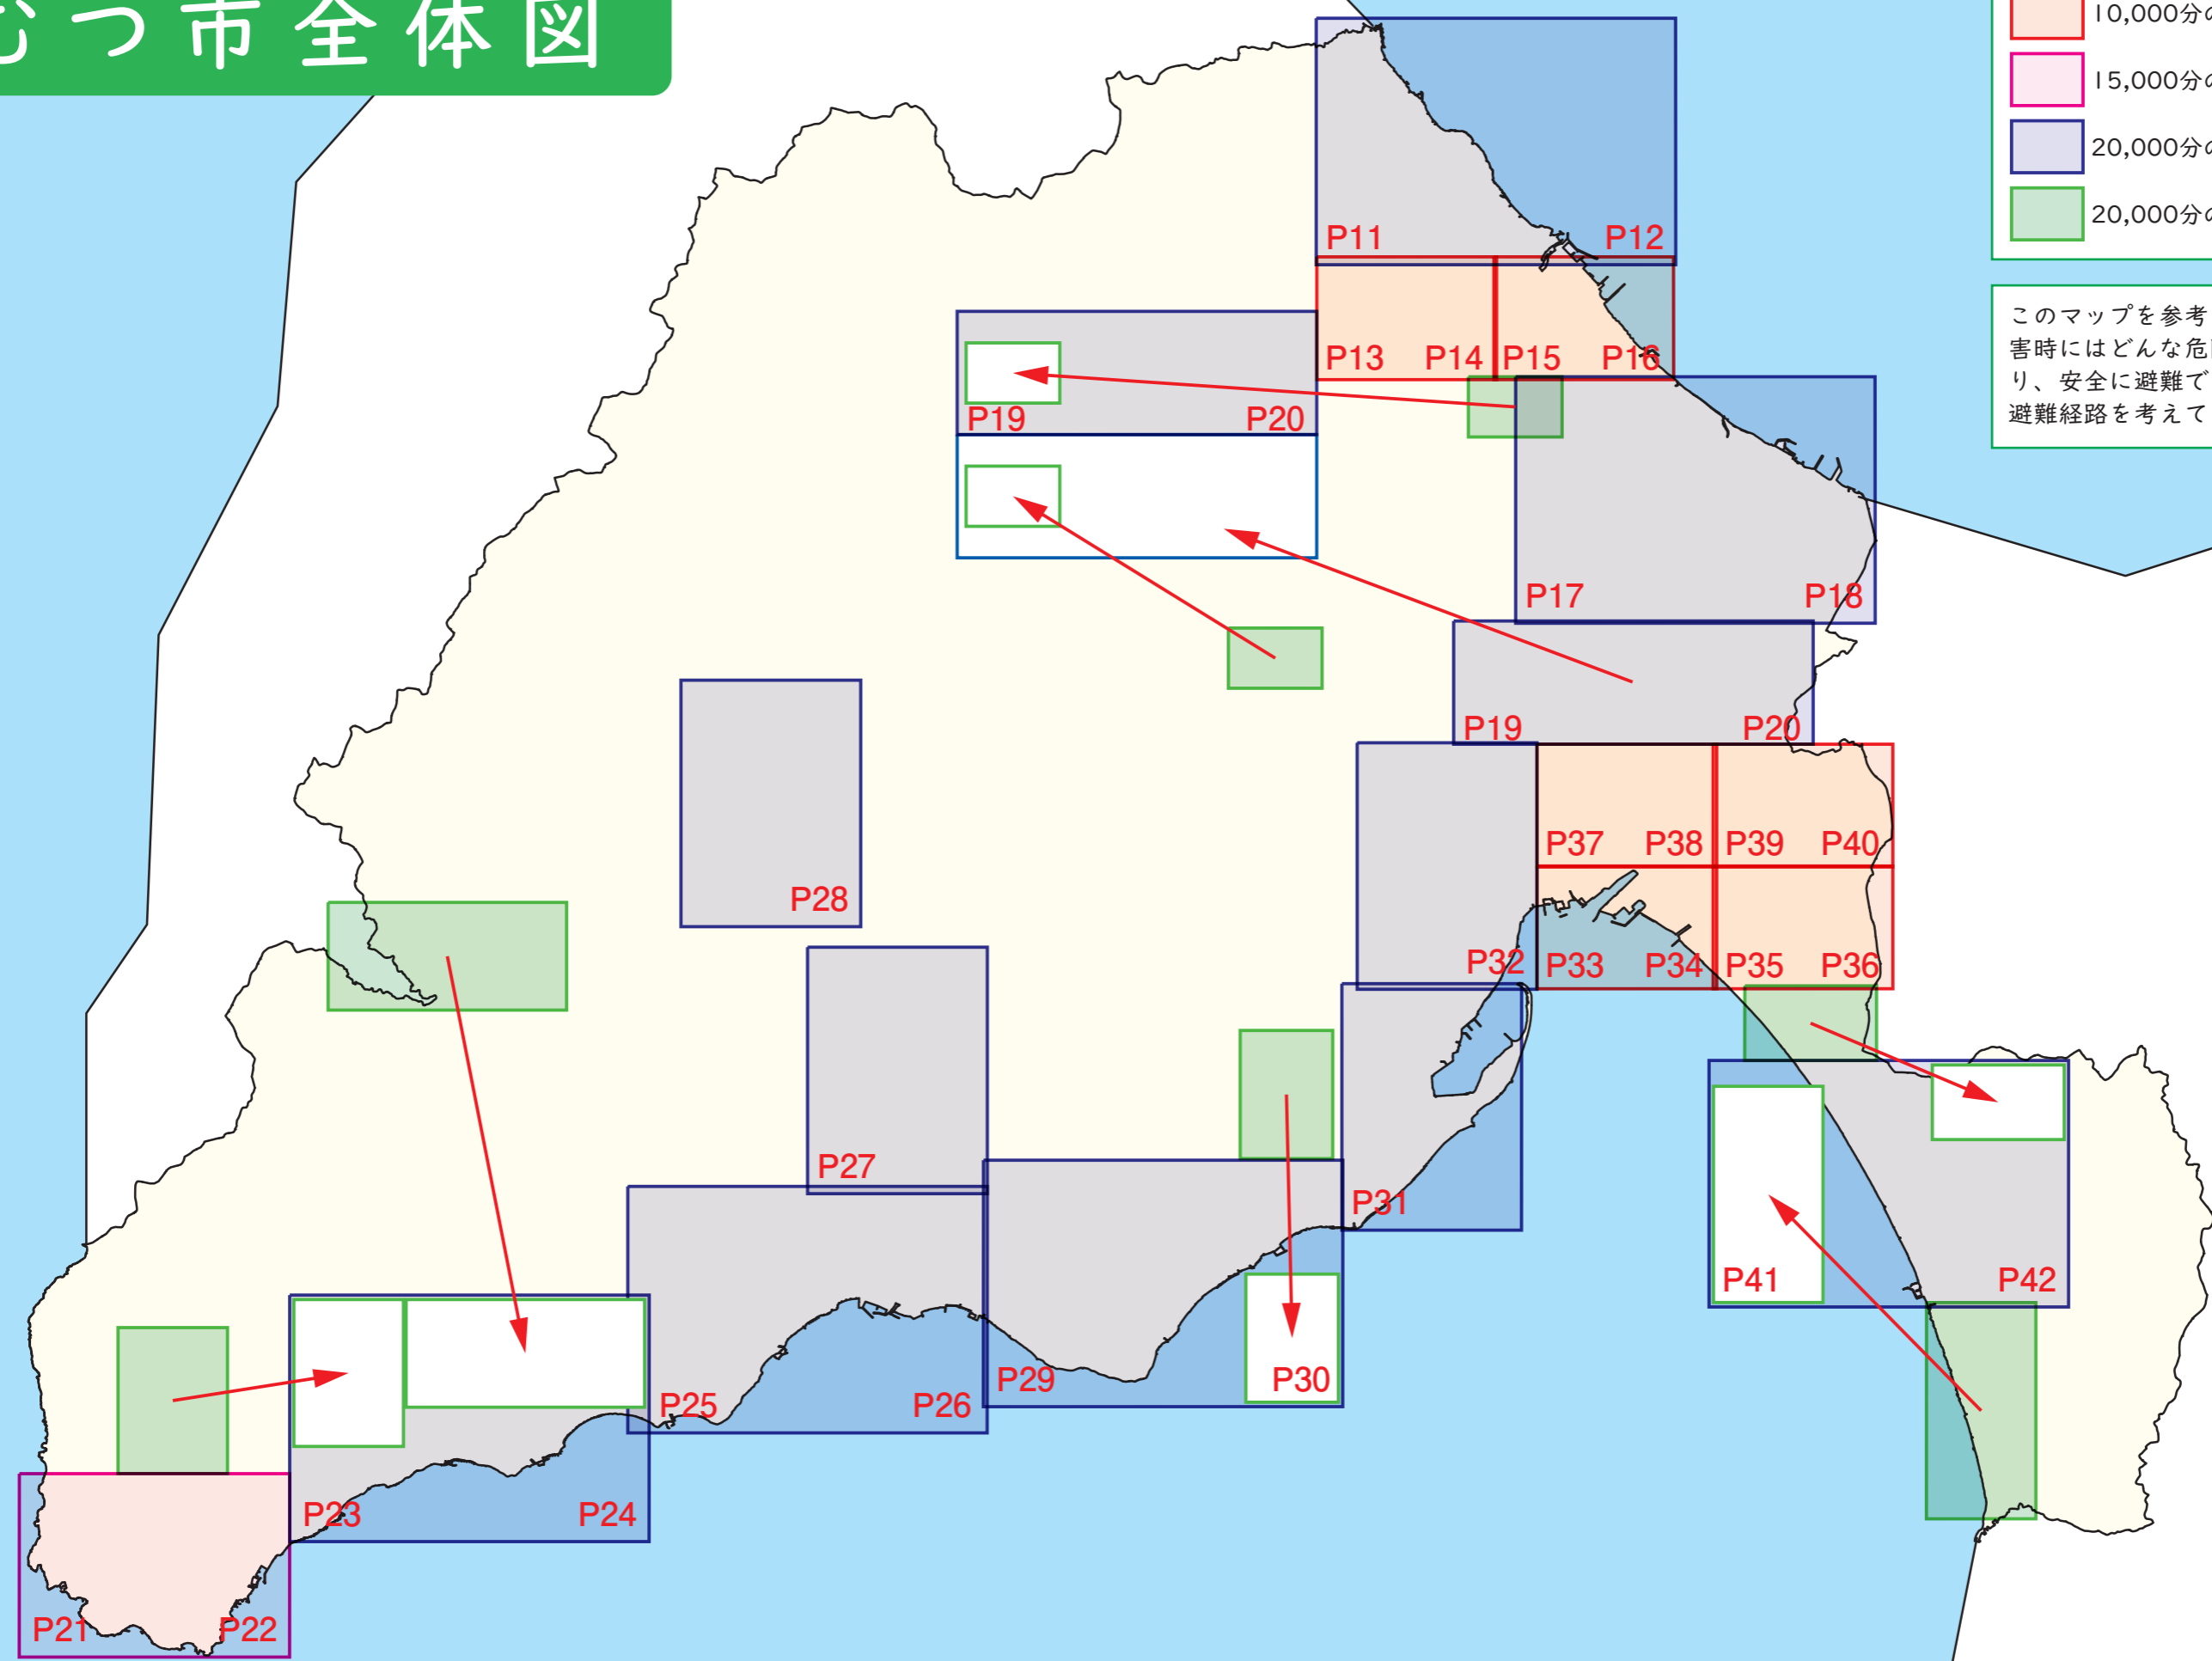 むつ市全体図
10,000分の
15,000分の
20,000分の
20,000分の
このマップを参考
害時にはどんな危
り、安全に避難で
避難経路を考えて
P11
P12
P13
P14
P15
P16
P19
P20
P17
P18
P19
P20
P28
P37
P38
P39
P40
P32
P33
P34
P35
P36
P27
P31
P41
P42
P29
P30
P25
P26
P23
P24
P21
P22